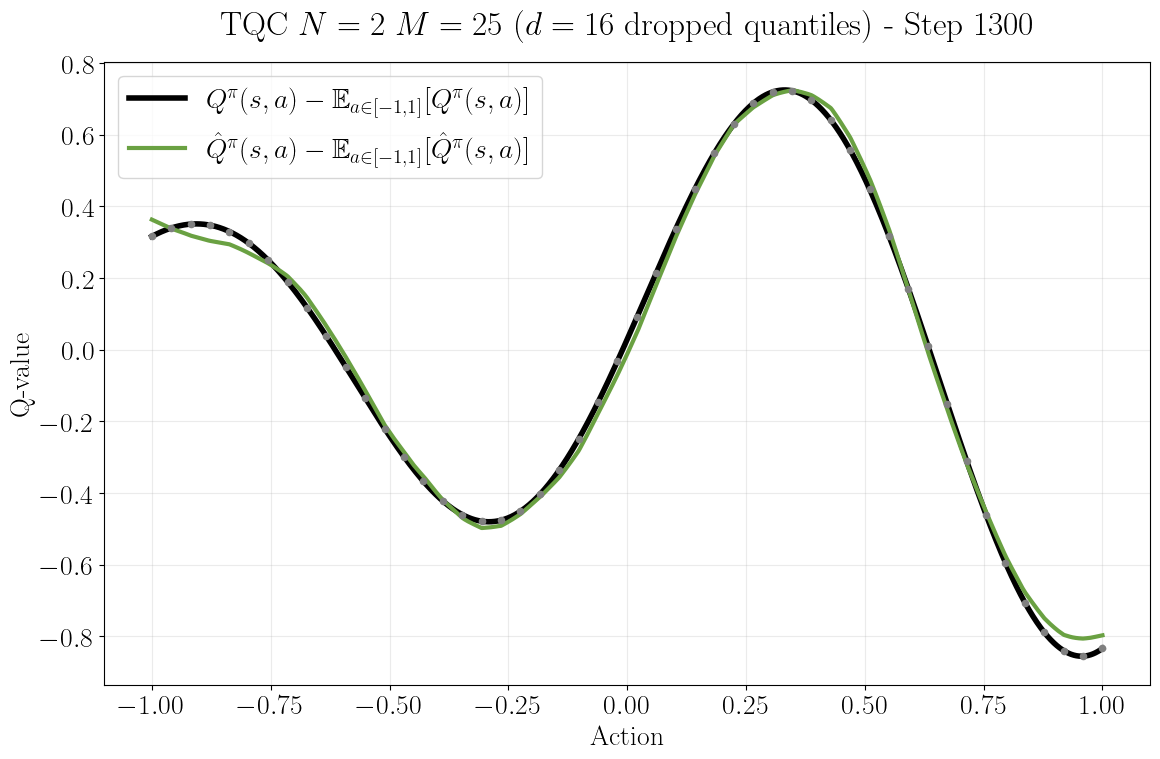 TQC N = 2 M = 25 (d = 16 dropped quantiles) - Step 1300
Q^π(s, a) − 𝔼_{a∈[−1,1]}[Q^π(s, a)]
Q̂^π(s, a) − 𝔼_{a∈[−1,1]}[Q̂^π(s, a)]
0.8
0.6
0.4
0.2
0.0
−0.2
−0.4
−0.6
−0.8
Q-value
−1.00 −0.75 −0.50 −0.25 0.00 0.25 0.50 0.75 1.00
Action